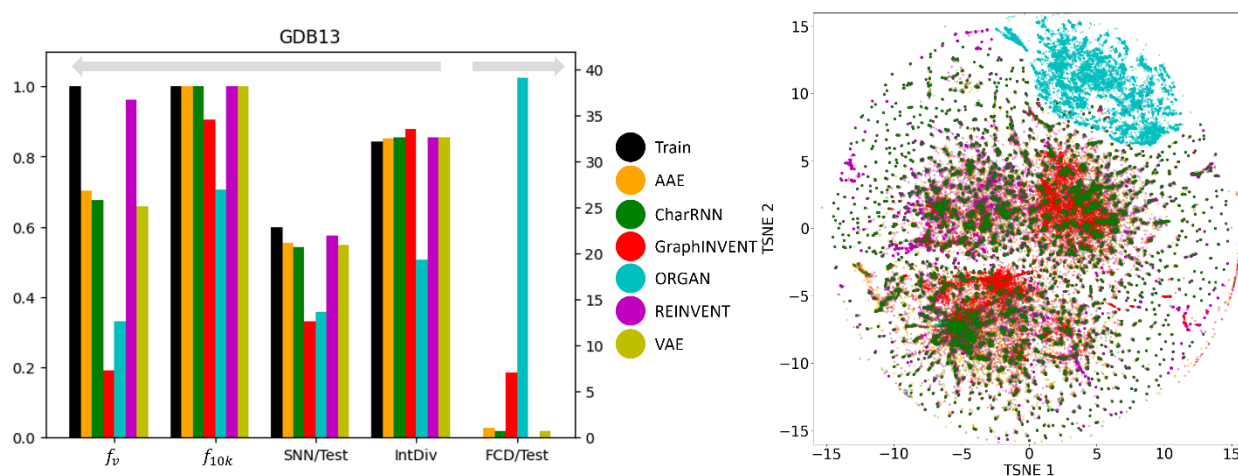 GDB13
1.0
0.8
0.6
0.4
0.2
0.0
40
35
30
25
20
15
10
5
0
f_v
f_{10k}
SNN/Test
IntDiv
FCD/Test
Train
AAE
CharRNN
GraphINVENT
ORGAN
REINVENT
VAE
TSNE 2
15
10
5
0
−5
−10
−15
−15
−10
−5
0
5
10
15
TSNE 1